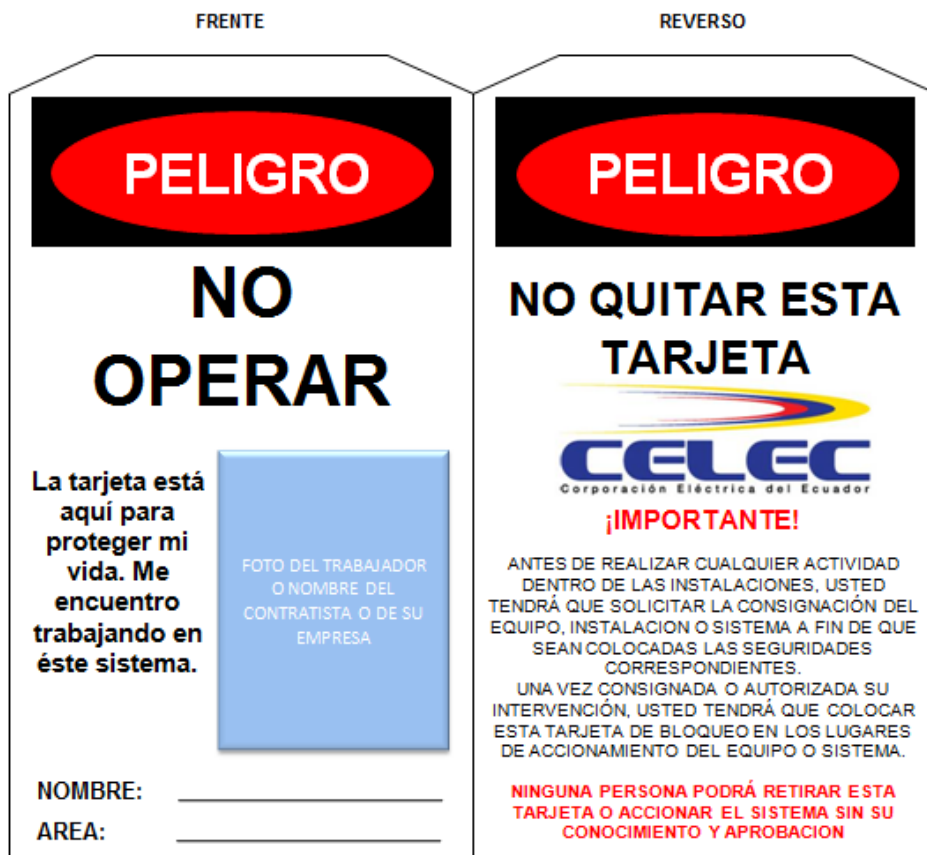 FRENTE
PELIGRO
NO
OPERAR
La tarjeta está
aquí para
proteger mi
vida. Me
encuentro
trabajando en
éste sistema.
FOTO DEL TRABAJADOR
O NOMBRE DEL
CONTRATISTA O DE SU
EMPRESA
NOMBRE:
AREA:
REVERSO
PELIGRO
NO QUITAR ESTA
TARJETA
CELEC
Corporación Eléctrica del Ecuador
¡IMPORTANTE!
ANTES DE REALIZAR CUALQUIER ACTIVIDAD
DENTRO DE LAS INSTALACIONES, USTED
TENDRÁ QUE SOLICITAR LA CONSIGNACIÓN DEL
EQUIPO, INSTALACION O SISTEMA A FIN DE QUE
SEAN COLOCADAS LAS SEGURIDADES
CORRESPONDIENTES.
UNA VEZ CONSIGNADA O AUTORIZADA SU
INTERVENCIÓN, USTED TENDRÁ QUE COLOCAR
ESTA TARJETA DE BLOQUEO EN LOS LUGARES
DE ACCIONAMIENTO DEL EQUIPO O SISTEMA.
NINGUNA PERSONA PODRÁ RETIRAR ESTA
TARJETA O ACCIONAR EL SISTEMA SIN SU
CONOCIMIENTO Y APROBACION